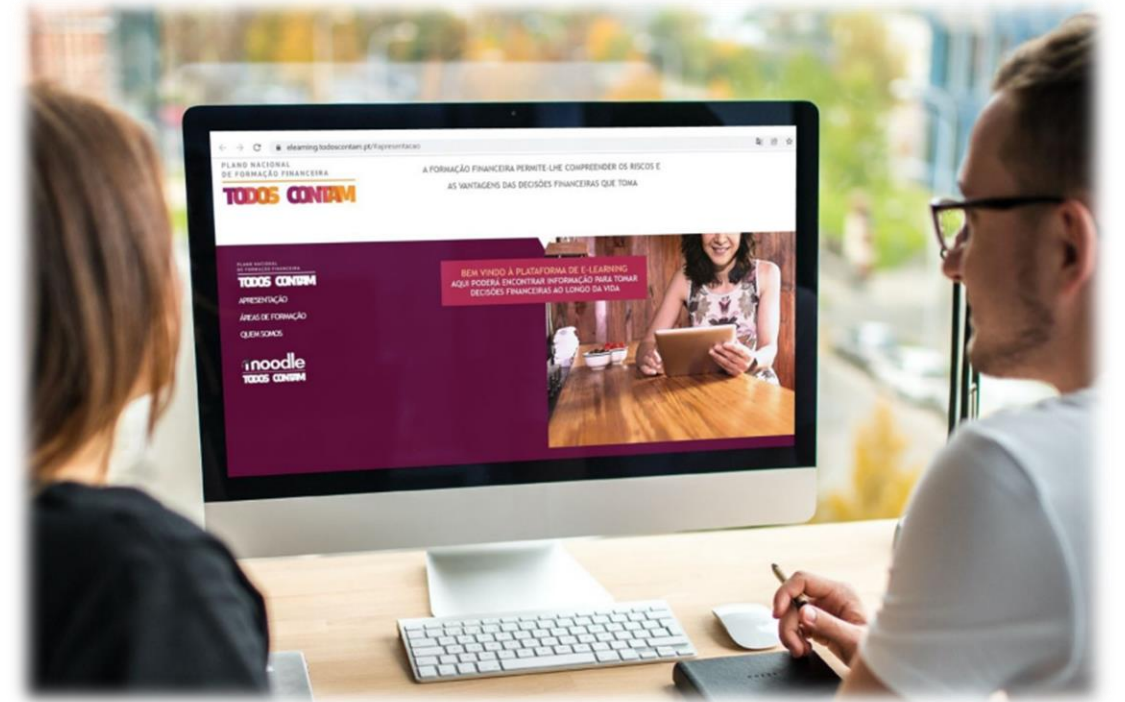 elearning.todoscontam.pt/#apresentacao
PLANO NACIONAL
DE FORMAÇÃO FINANCEIRA
TODOS CONTAM
A FORMAÇÃO FINANCEIRA PERMITE-LHE COMPREENDER OS RISCOS E
AS VANTAGENS DAS DECISÕES FINANCEIRAS QUE TOMA
PLANO NACIONAL
DE FORMAÇÃO FINANCEIRA
TODOS CONTAM
APRESENTAÇÃO
ÁREAS DE FORMAÇÃO
QUEM SOMOS
moodle
TODOS CONTAM
BEM VINDO À PLATAFORMA DE E-LEARNING
AQUI PODERÁ ENCONTRAR INFORMAÇÃO PARA TOMAR
DECISÕES FINANCEIRAS AO LONGO DA VIDA